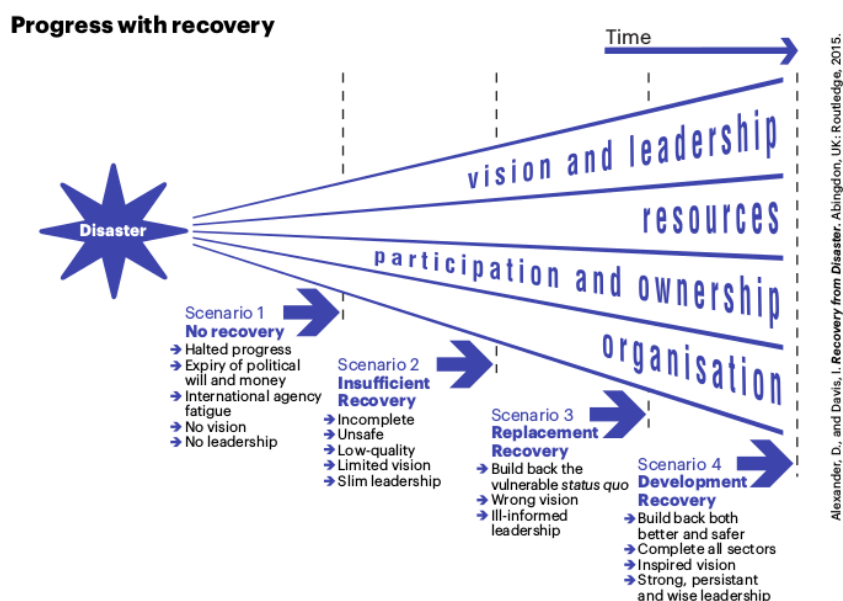 Progress with recovery
Time
Disaster
vision and leadership
resources
participation and ownership
organisation
Scenario 1
No recovery
➔ Halted progress
➔ Expiry of political
will and money
➔ International agency
fatigue
➔ No vision
➔ No leadership
Scenario 2
Insufficient
Recovery
➔ Incomplete
➔ Unsafe
➔ Low-quality
➔ Limited vision
➔ Slim leadership
Scenario 3
Replacement
Recovery
➔ Build back the
vulnerable status quo
➔ Wrong vision
➔ Ill-informed
leadership
Scenario 4
Development
Recovery
➔ Build back both
better and safer
➔ Complete all sectors
➔ Inspired vision
➔ Strong, persistant
and wise leadership
Alexander, D., and Davis, I. Recovery from Disaster. Abingdon, UK: Routledge, 2015.